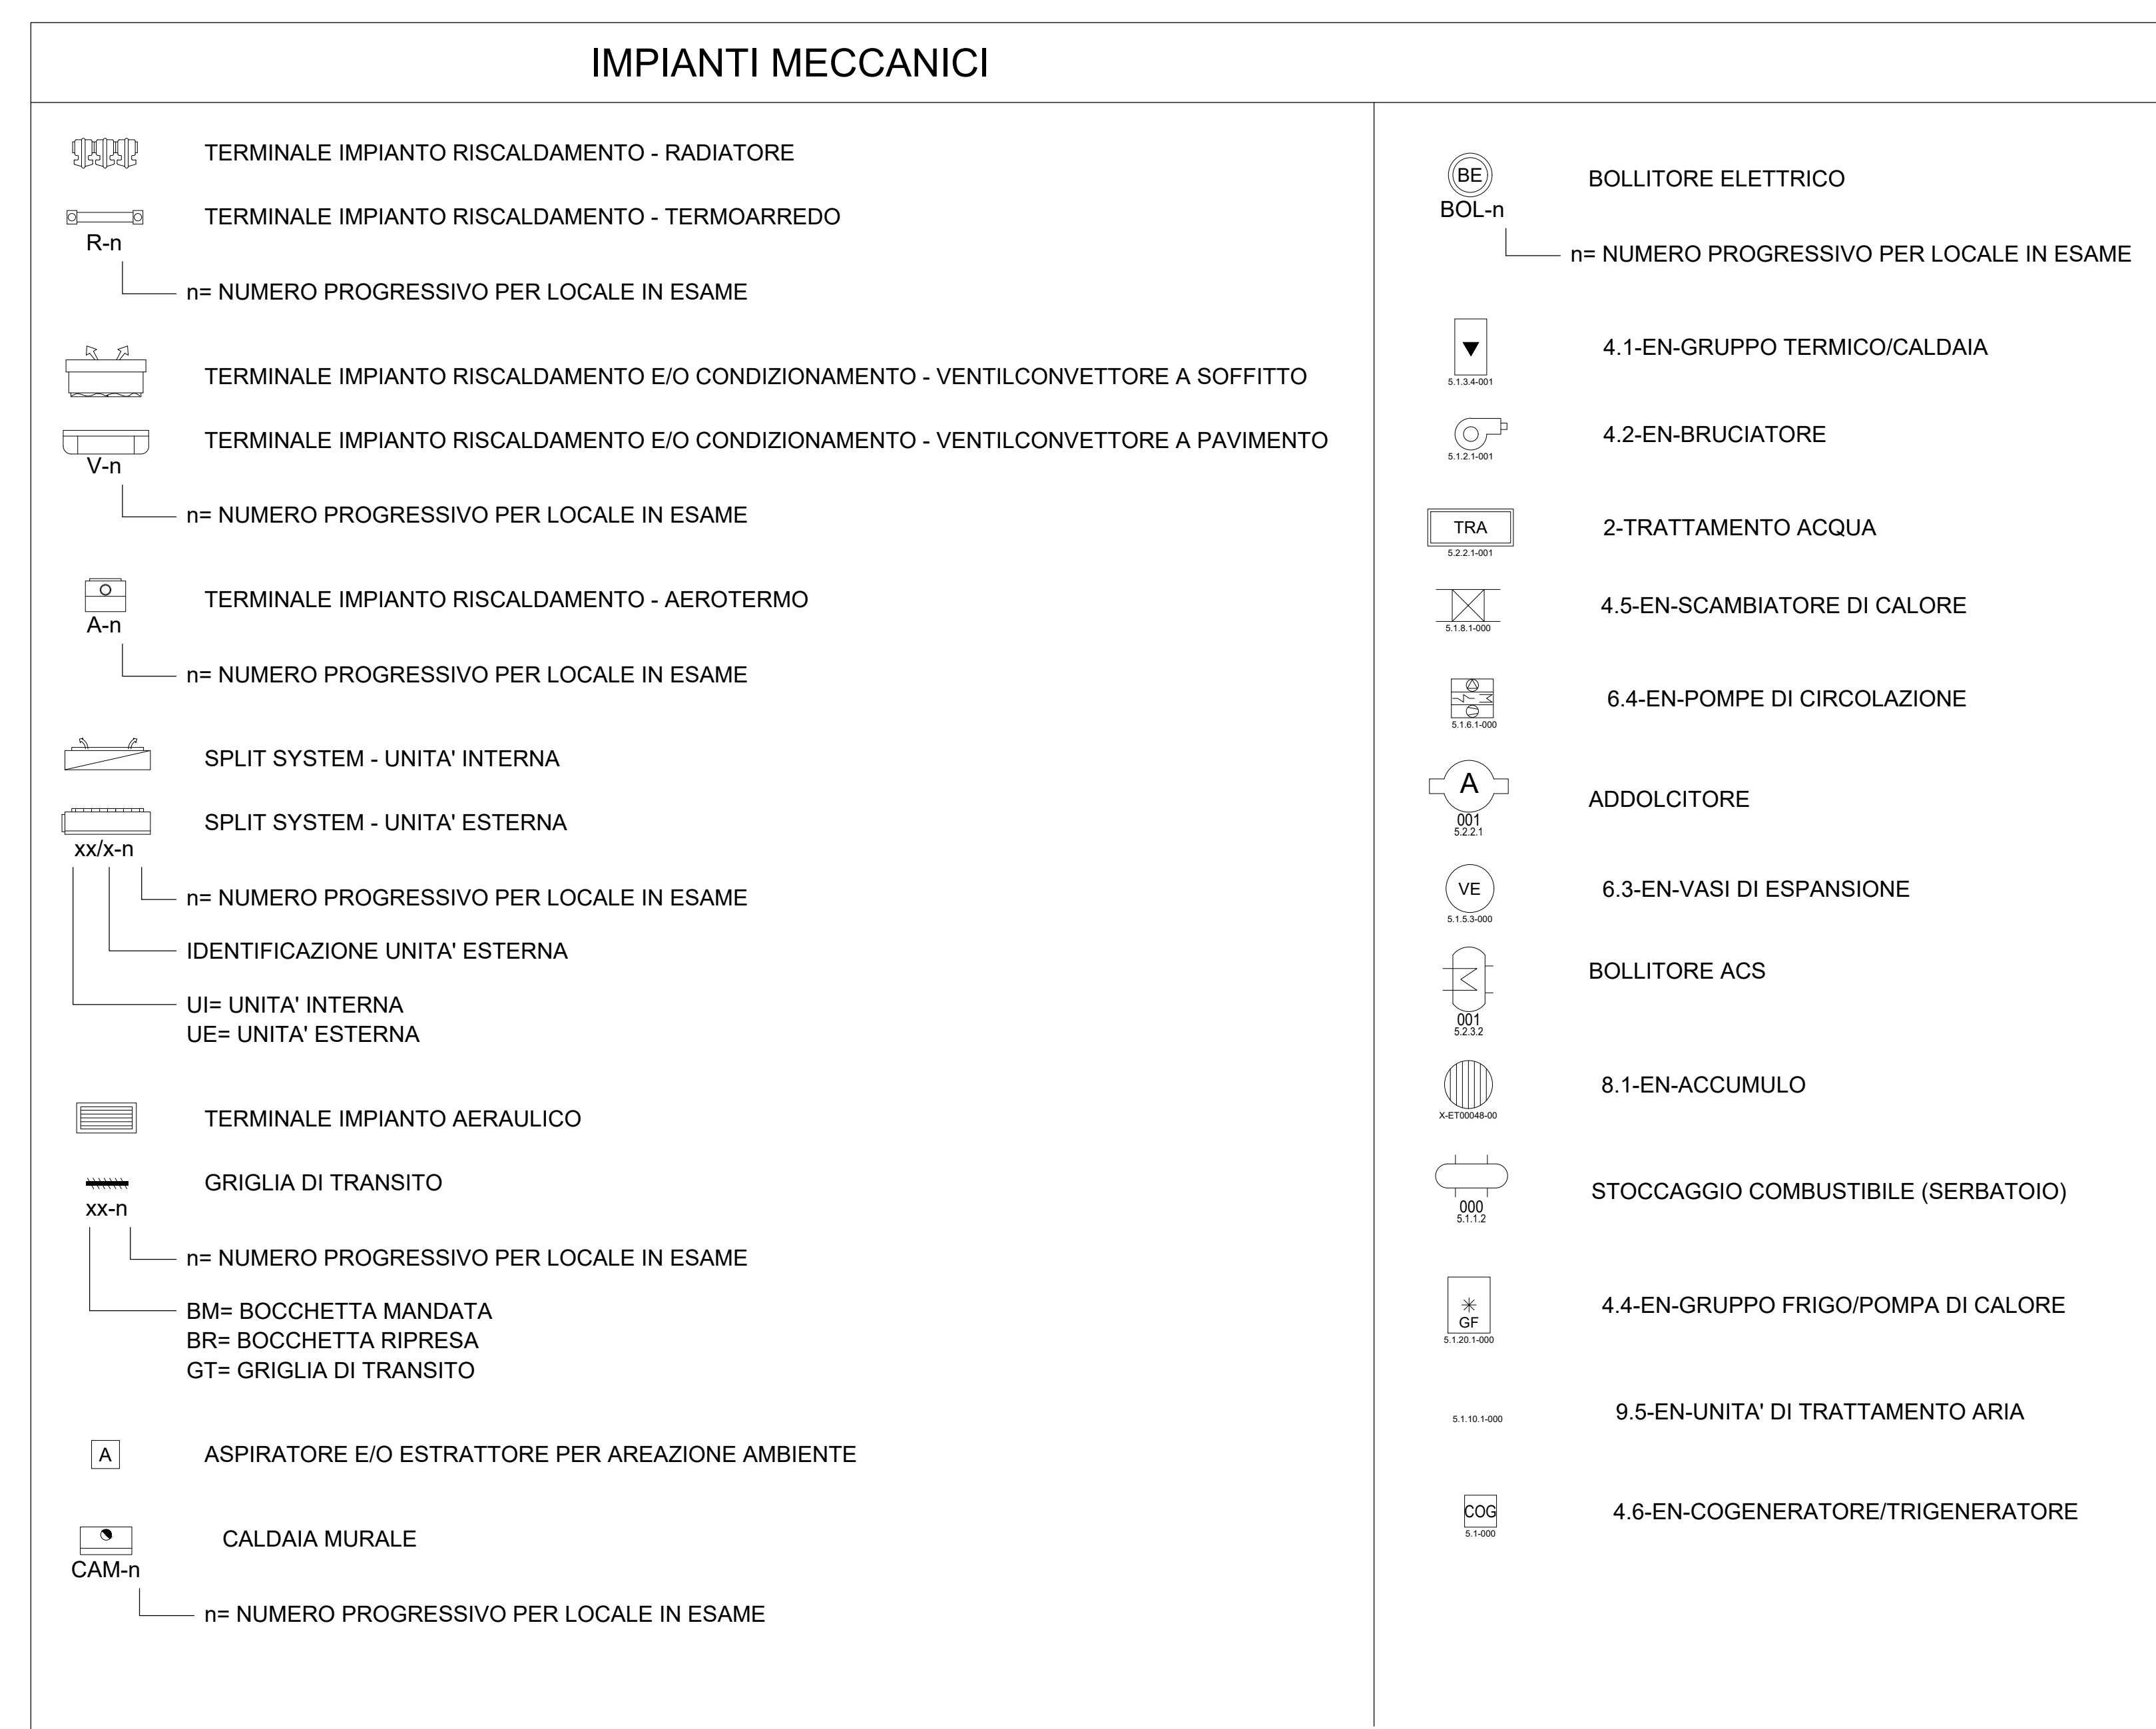 IMPIANTI MECCANICI
TERMINALE IMPIANTO RISCALDAMENTO - RADIATORE
TERMINALE IMPIANTO RISCALDAMENTO - TERMOARREDO
R-n
n= NUMERO PROGRESSIVO PER LOCALE IN ESAME
TERMINALE IMPIANTO RISCALDAMENTO E/O CONDIZIONAMENTO - VENTILCONVETTORE A SOFFITTO
TERMINALE IMPIANTO RISCALDAMENTO E/O CONDIZIONAMENTO - VENTILCONVETTORE A PAVIMENTO
V-n
n= NUMERO PROGRESSIVO PER LOCALE IN ESAME
TERMINALE IMPIANTO RISCALDAMENTO - AEROTERMO
A-n
n= NUMERO PROGRESSIVO PER LOCALE IN ESAME
SPLIT SYSTEM - UNITA' INTERNA
SPLIT SYSTEM - UNITA' ESTERNA
xx/x-n
n= NUMERO PROGRESSIVO PER LOCALE IN ESAME
IDENTIFICAZIONE UNITA' ESTERNA
UI= UNITA' INTERNA
UE= UNITA' ESTERNA
TERMINALE IMPIANTO AERAULICO
GRIGLIA DI TRANSITO
xx-n
n= NUMERO PROGRESSIVO PER LOCALE IN ESAME
BM= BOCCHETTA MANDATA
BR= BOCCHETTA RIPRESA
GT= GRIGLIA DI TRANSITO
A ASPIRATORE E/O ESTRATTORE PER AREAZIONE AMBIENTE
CALDAIA MURALE
CAM-n
n= NUMERO PROGRESSIVO PER LOCALE IN ESAME
BE BOLLITORE ELETTRICO
BOL-n
n= NUMERO PROGRESSIVO PER LOCALE IN ESAME
4.1-EN-GRUPPO TERMICO/CALDAIA
5.1.3.4-001
4.2-EN-BRUCIATORE
5.1.2.1-001
TRA 2-TRATTAMENTO ACQUA
5.2.2.1-001
4.5-EN-SCAMBIATORE DI CALORE
5.1.8.1-000
6.4-EN-POMPE DI CIRCOLAZIONE
5.1.6.1-000
A ADDOLCITORE
001
5.2.2.1
VE 6.3-EN-VASI DI ESPANSIONE
5.1.5.3-000
BOLLITORE ACS
001
5.2.3.2
8.1-EN-ACCUMULO
X-ET00048-00
STOCCAGGIO COMBUSTIBILE (SERBATOIO)
000
5.1.1.2
4.4-EN-GRUPPO FRIGO/POMPA DI CALORE
GF
5.1.20.1-000
9.5-EN-UNITA' DI TRATTAMENTO ARIA
5.1.10.1-000
COG 4.6-EN-COGENERATORE/TRIGENERATORE
5.1-000